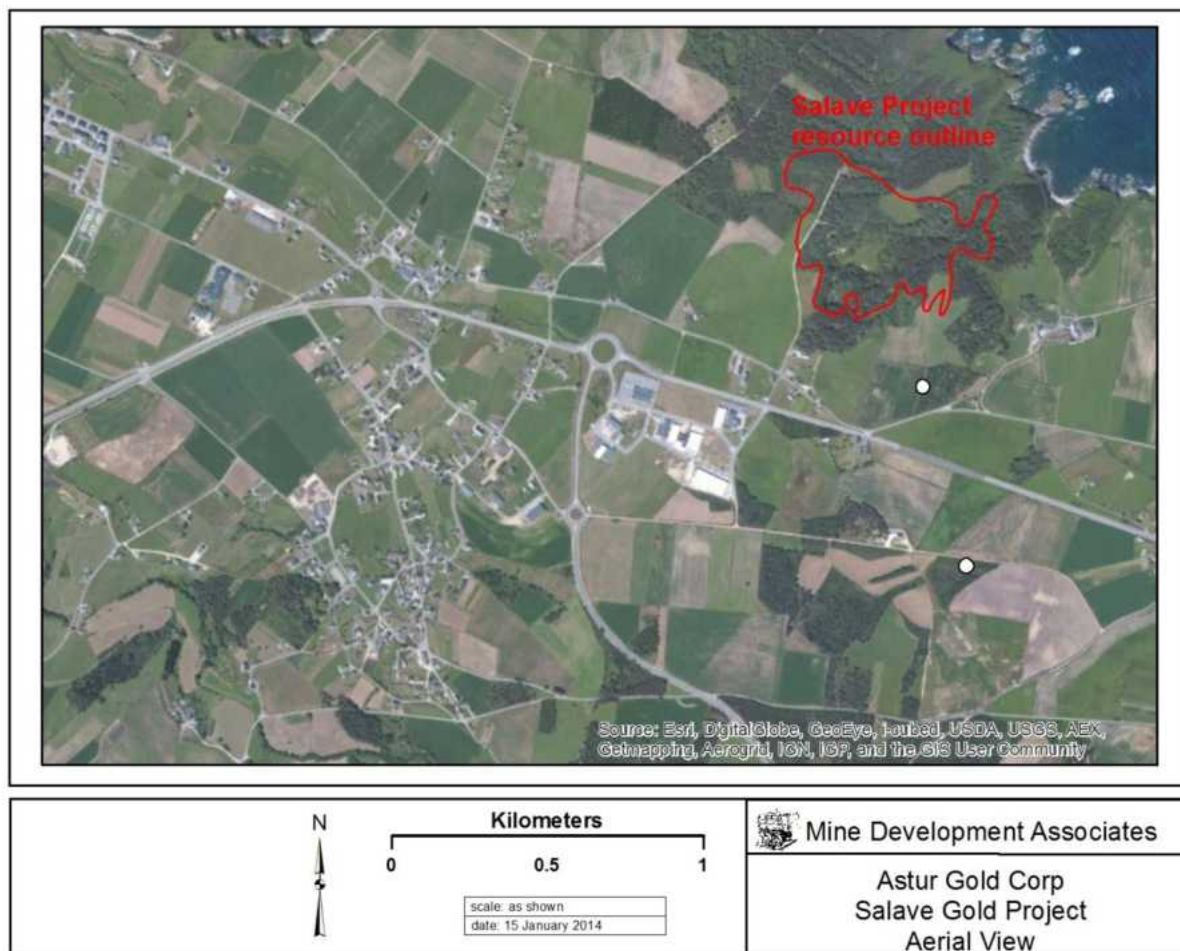 Salave Project
resource outline
Source: Esri, DigitalGlobe, GeoEye, i-cubed, USDA, USGS, AEX,
Getmapping, Aerogrid, IGN, IGP, and the GIS User Community
N
Kilometers
0 0.5 1
scale: as shown
date: 15 January 2014
Mine Development Associates
Astur Gold Corp
Salave Gold Project
Aerial View